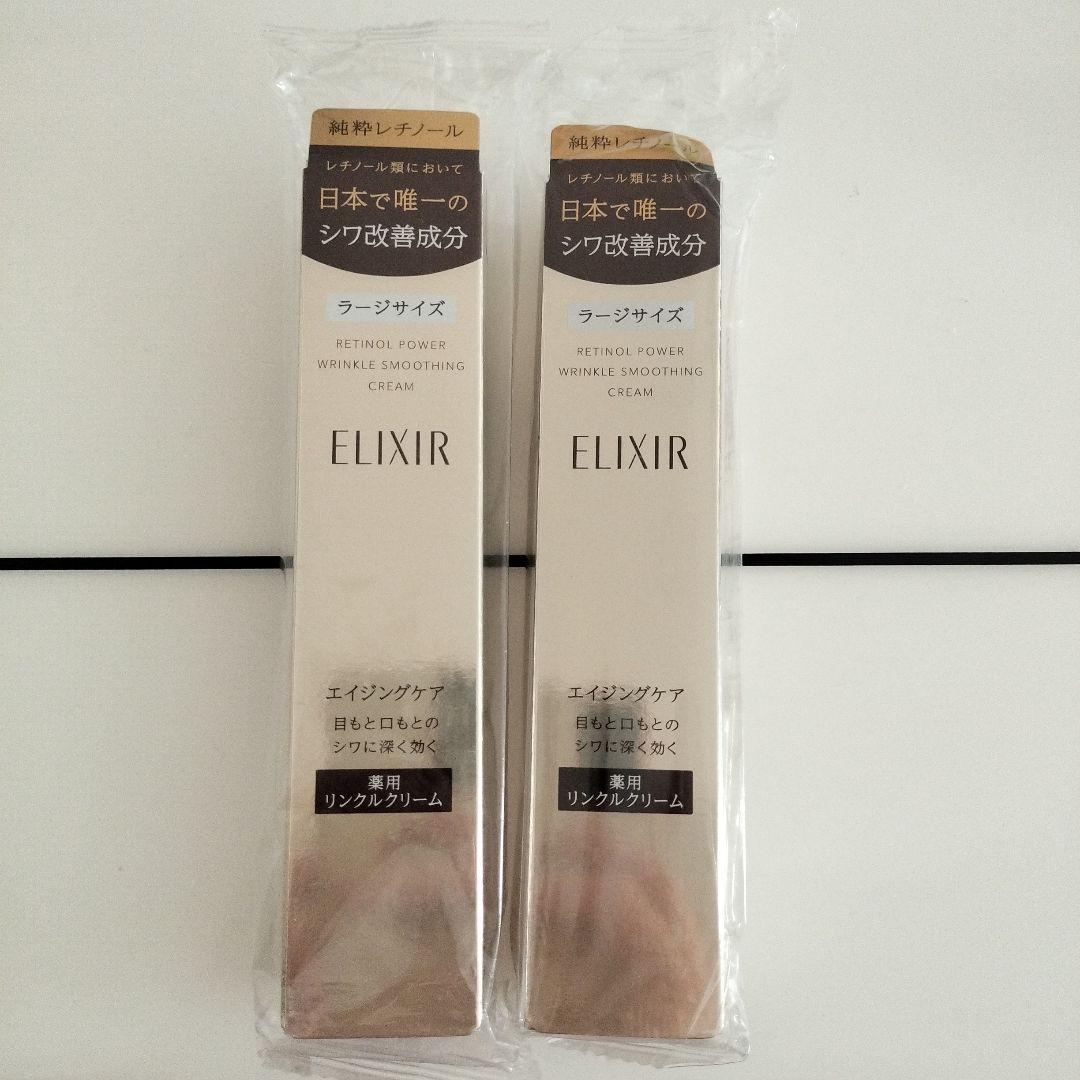 純粋レチノール
レチノール類において
日本で唯一の
シワ改善成分
ラージサイズ
RETINOL POWER
WRINKLE SMOOTHING
CREAM
ELIXIR
エイジングケア
目もと口もとの
シワに深く効く
薬用
リンクルクリーム
純粋レチノール
レチノール類において
日本で唯一の
シワ改善成分
ラージサイズ
RETINOL POWER
WRINKLE SMOOTHING
CREAM
ELIXIR
エイジングケア
目もと口もとの
シワに深く効く
薬用
リンクルクリーム